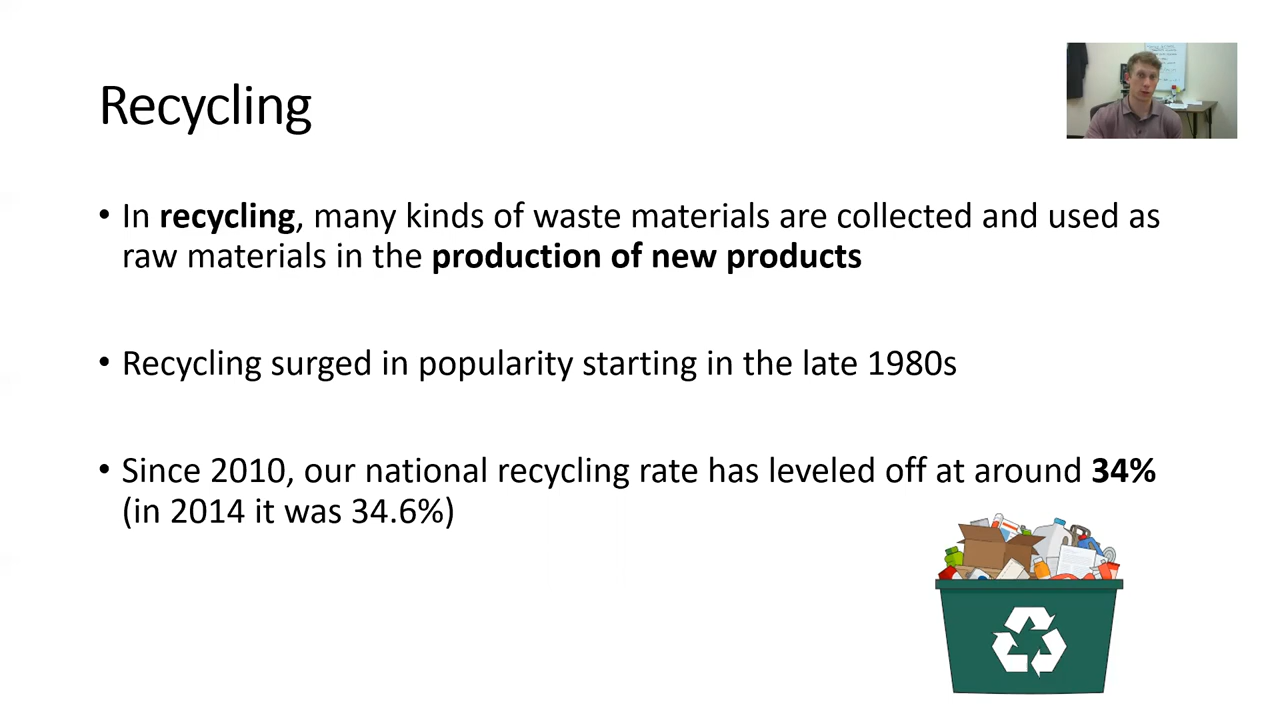 Recycling
• In recycling, many kinds of waste materials are collected and used as
raw materials in the production of new products
• Recycling surged in popularity starting in the late 1980s
• Since 2010, our national recycling rate has leveled off at around 34%
(in 2014 it was 34.6%)